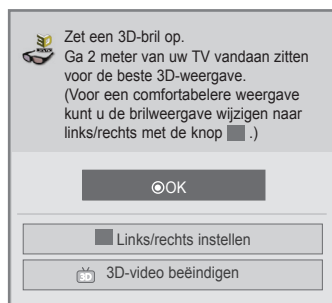 Zet een 3D-bril op.
Ga 2 meter van uw TV vandaan zitten
voor de beste 3D-weergave.
(Voor een comfortabelere weergave
kunt u de brilweergave wijzigen naar
links/rechts met de knop .)
OK
Links/rechts instellen
3D 3D-video beëindigen